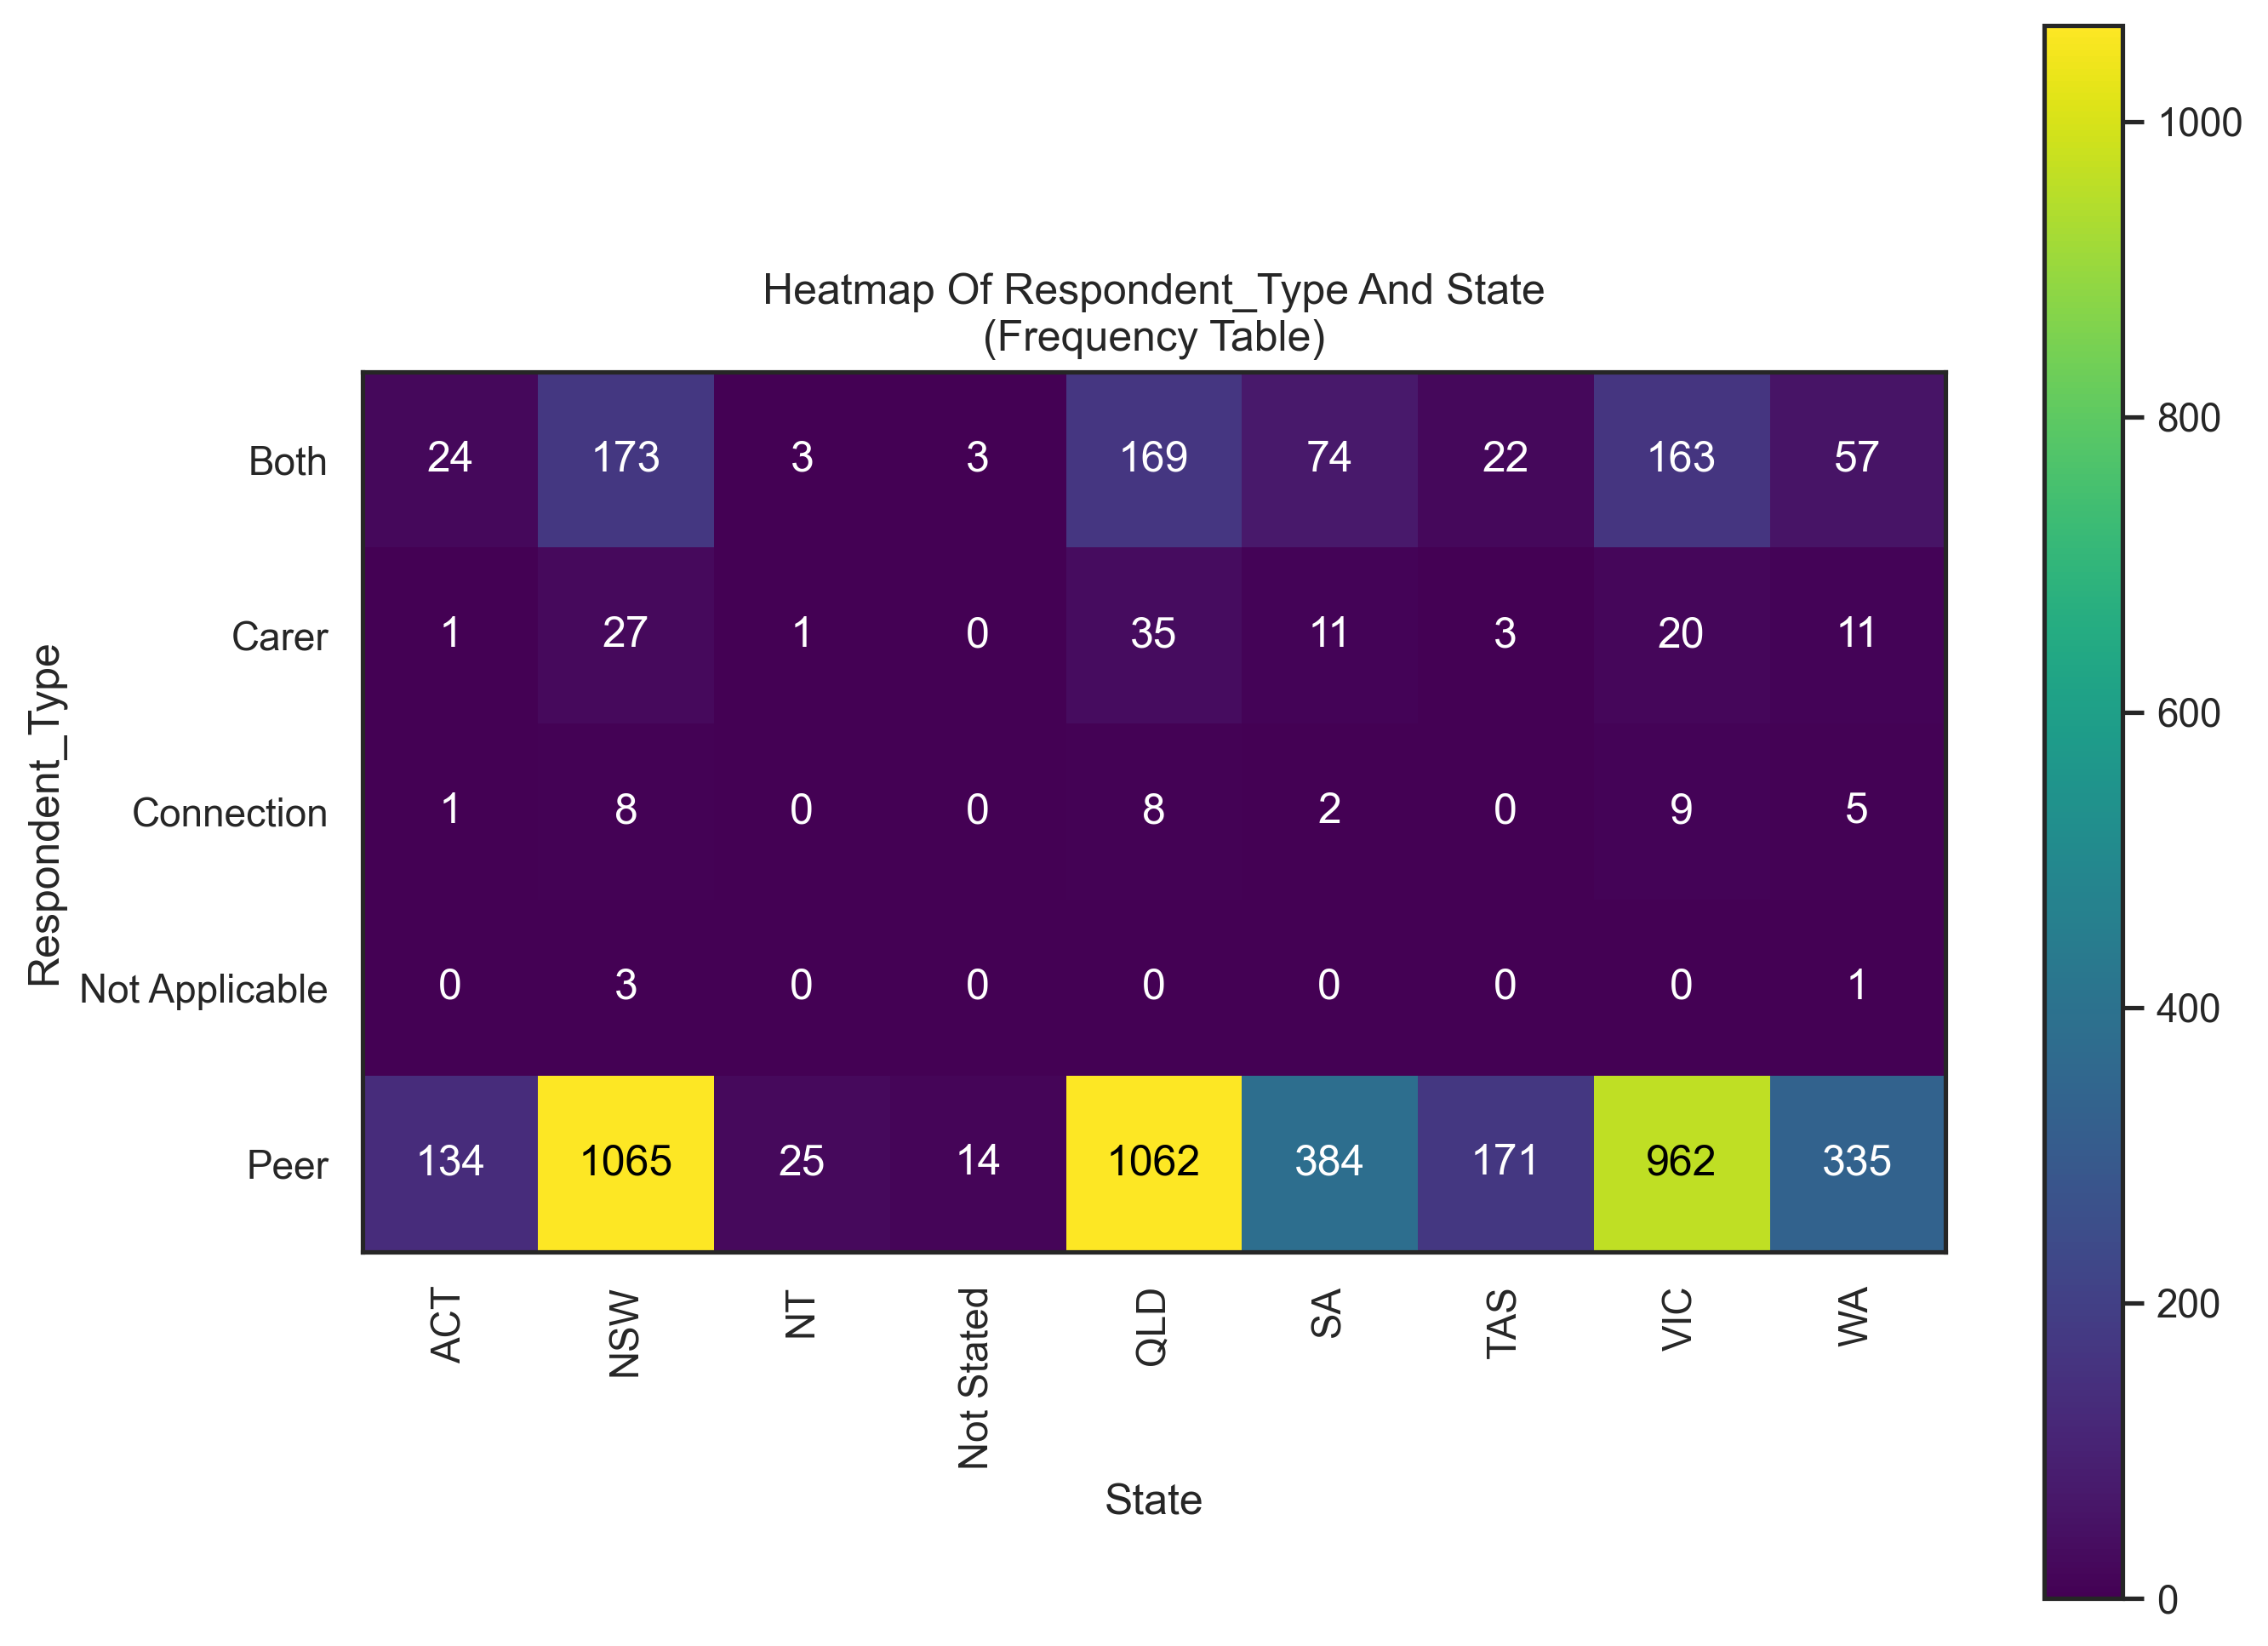 Heatmap Of Respondent_Type And State
(Frequency Table)
Respondent_Type
Both 24 173 3 3 169 74 22 163 57
Carer 1 27 1 0 35 11 3 20 11
Connection 1 8 0 0 8 2 0 9 5
Not Applicable 0 3 0 0 0 0 0 0 1
Peer 134 1065 25 14 1062 384 171 962 335
ACT NSW NT Not Stated QLD SA TAS VIC WA
State
1000
800
600
400
200
0